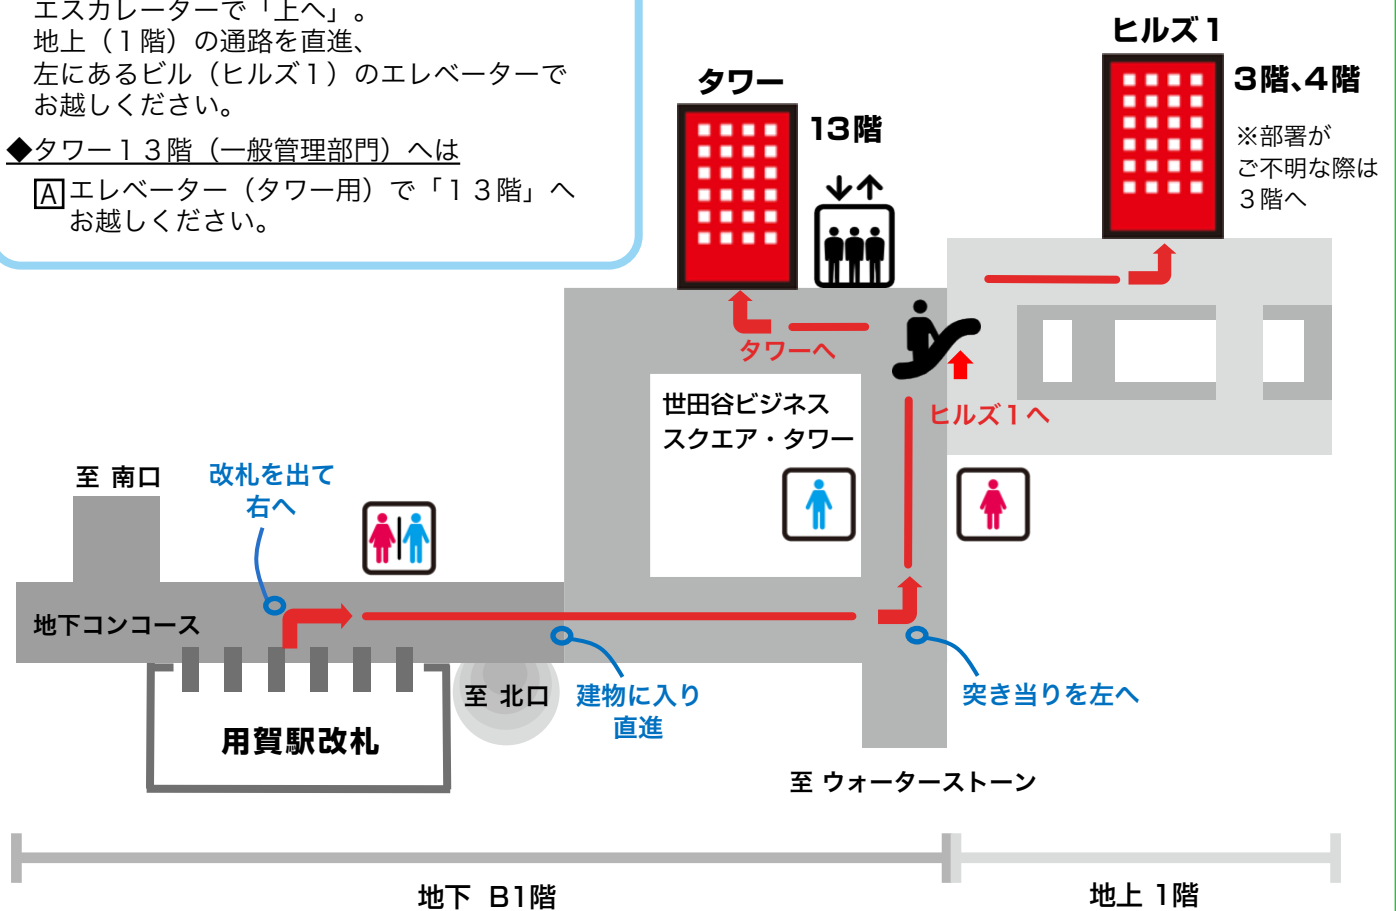 エスカレーターで「上へ」。
地上（１階）の通路を直進、
左にあるビル（ヒルズ１）のエレベーターで
お越しください。
◆タワー１３階（一般管理部門）へは
A エレベーター（タワー用）で「１３階」へ
お越しください。
タワー
13階
ヒルズ1
3階、4階
※部署が
ご不明な際は
３階へ
タワーへ
ヒルズ１へ
世田谷ビジネス
スクエア・タワー
至 南口
改札を出て
右へ
地下コンコース
至 北口
建物に入り
直進
突き当りを左へ
用賀駅改札
至 ウォーターストーン
地下 B1階
地上 1階